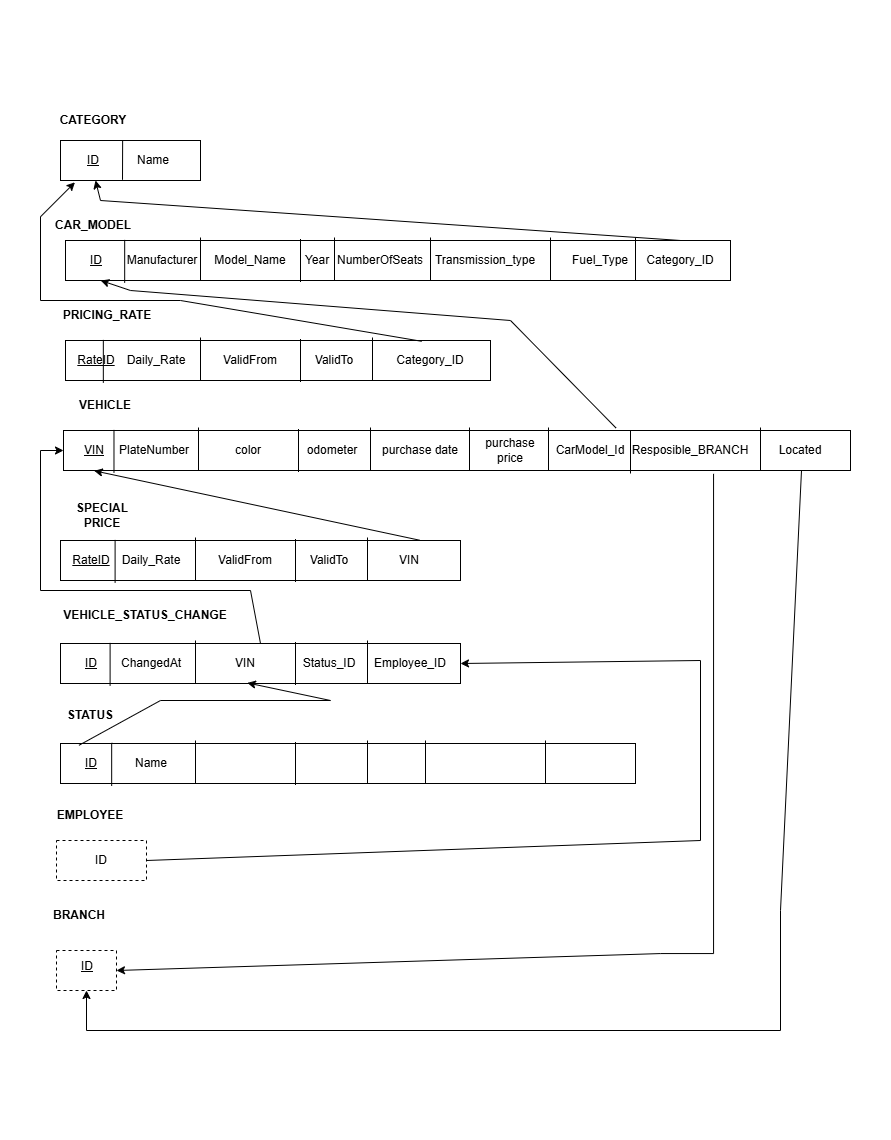 CATEGORY
ID Name
CAR_MODEL
ID Manufacturer Model_Name Year NumberOfSeats Transmission_type Fuel_Type Category_ID
PRICING_RATE
RateID Daily_Rate ValidFrom ValidTo Category_ID
VEHICLE
VIN PlateNumber color odometer purchase date purchase
price CarModel_Id Resposible_BRANCH Located
SPECIAL
PRICE
RateID Daily_Rate ValidFrom ValidTo VIN
VEHICLE_STATUS_CHANGE
ID ChangedAt VIN Status_ID Employee_ID
STATUS
ID Name
EMPLOYEE
ID
BRANCH
ID